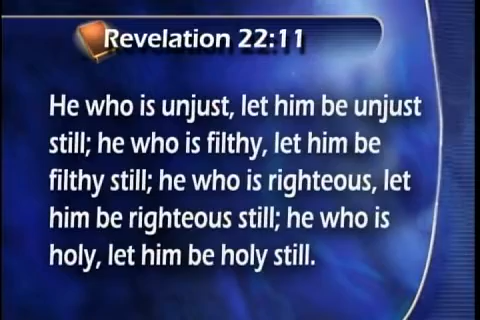 Revelation 22:11
He who is unjust, let him be unjust
still; he who is filthy, let him be
filthy still; he who is righteous, let
him be righteous still; he who is
holy, let him be holy still.